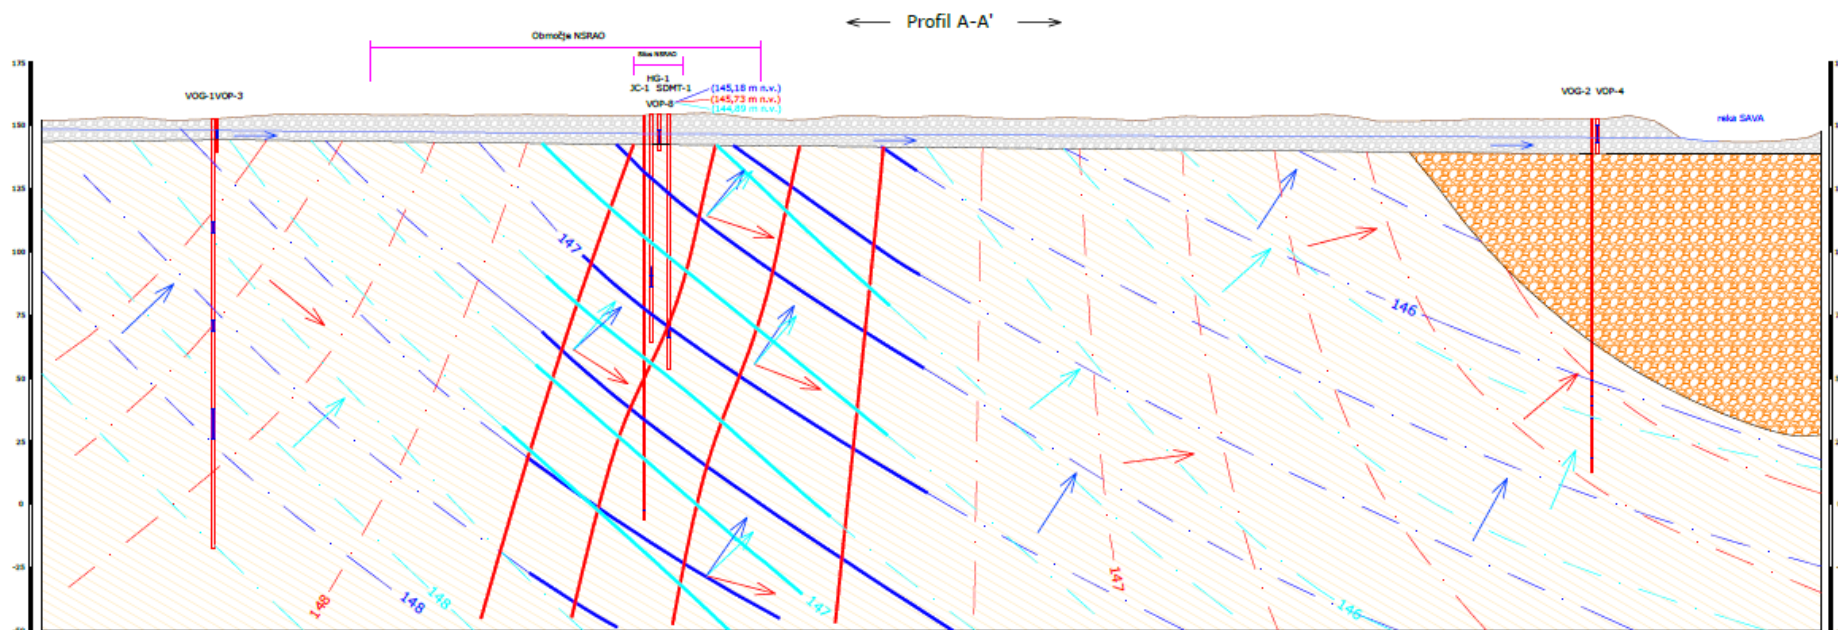 Profil A-A'
Območje NSRAO
Silos NSRAO
HG-1
JC-1 SDMT-1
VOP-8
(145,18 m n.v.)
(145,73 m n.v.)
(144,89 m n.v.)
VOG-1VOP-3
VOG-2 VOP-4
reka SAVA
175
150
125
100
75
50
25
0
-25
-50
147
146
148
148
148
147
147
146